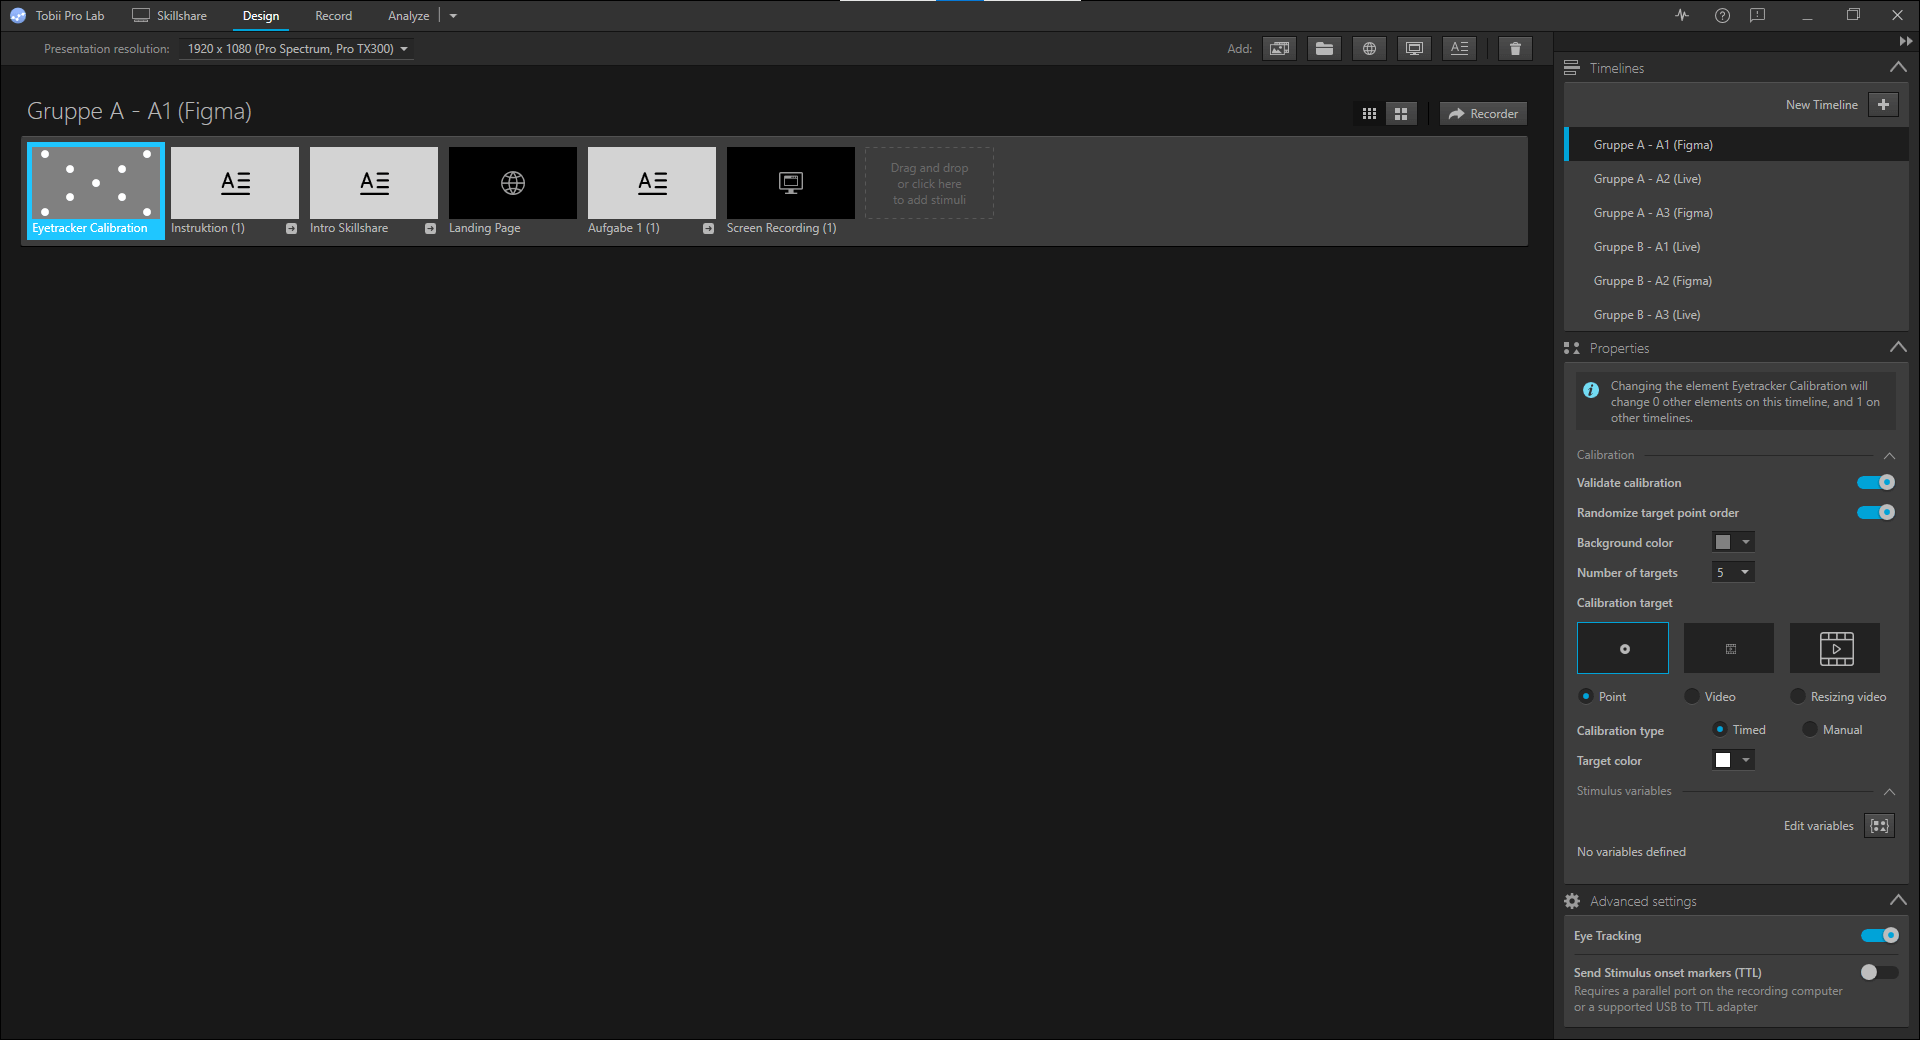 Tobii Pro Lab
Skillshare
Design
Record
Analyze
Presentation resolution:
1920 x 1080 (Pro Spectrum, Pro TX300)
Add:
Gruppe A - A1 (Figma)
Recorder
Eyetracker Calibration
Instruktion (1)
Intro Skillshare
Landing Page
Aufgabe 1 (1)
Screen Recording (1)
Drag and drop
or click here
to add stimuli
Timelines
New Timeline
Gruppe A - A1 (Figma)
Gruppe A - A2 (Live)
Gruppe A - A3 (Figma)
Gruppe B - A1 (Live)
Gruppe B - A2 (Figma)
Gruppe B - A3 (Live)
Properties
Changing the element Eyetracker Calibration will
change 0 other elements on this timeline, and 1 on
other timelines.
Calibration
Validate calibration
Randomize target point order
Background color
Number of targets
5
Calibration target
Point
Video
Resizing video
Calibration type
Timed
Manual
Target color
Stimulus variables
Edit variables
No variables defined
Advanced settings
Eye Tracking
Send Stimulus onset markers (TTL)
Requires a parallel port on the recording computer
or a supported USB to TTL adapter